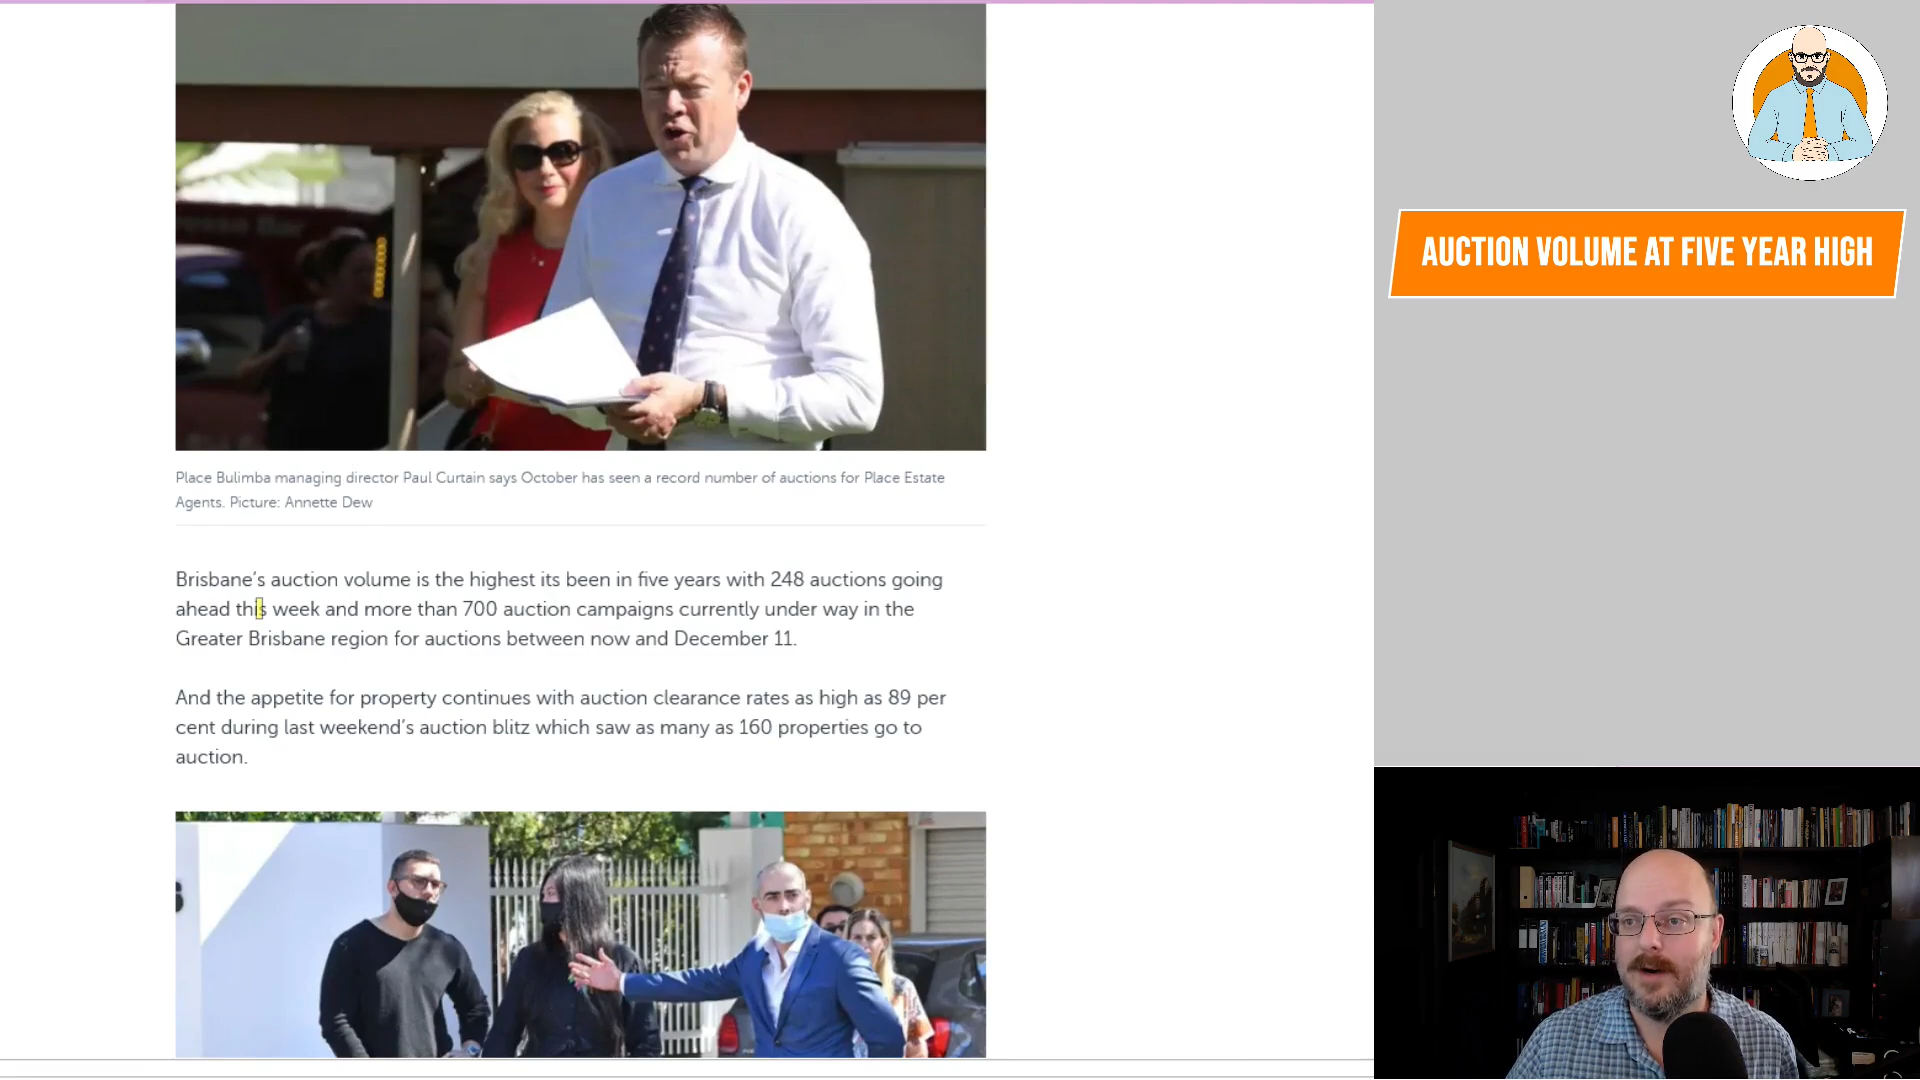 AUCTION VOLUME AT FIVE YEAR HIGH
Place Bulimba managing director Paul Curtain says October has seen a record number of auctions for Place Estate
Agents. Picture: Annette Dew
Brisbane’s auction volume is the highest its been in five years with 248 auctions going
ahead this week and more than 700 auction campaigns currently under way in the
Greater Brisbane region for auctions between now and December 11.
And the appetite for property continues with auction clearance rates as high as 89 per
cent during last weekend’s auction blitz which saw as many as 160 properties go to
auction.